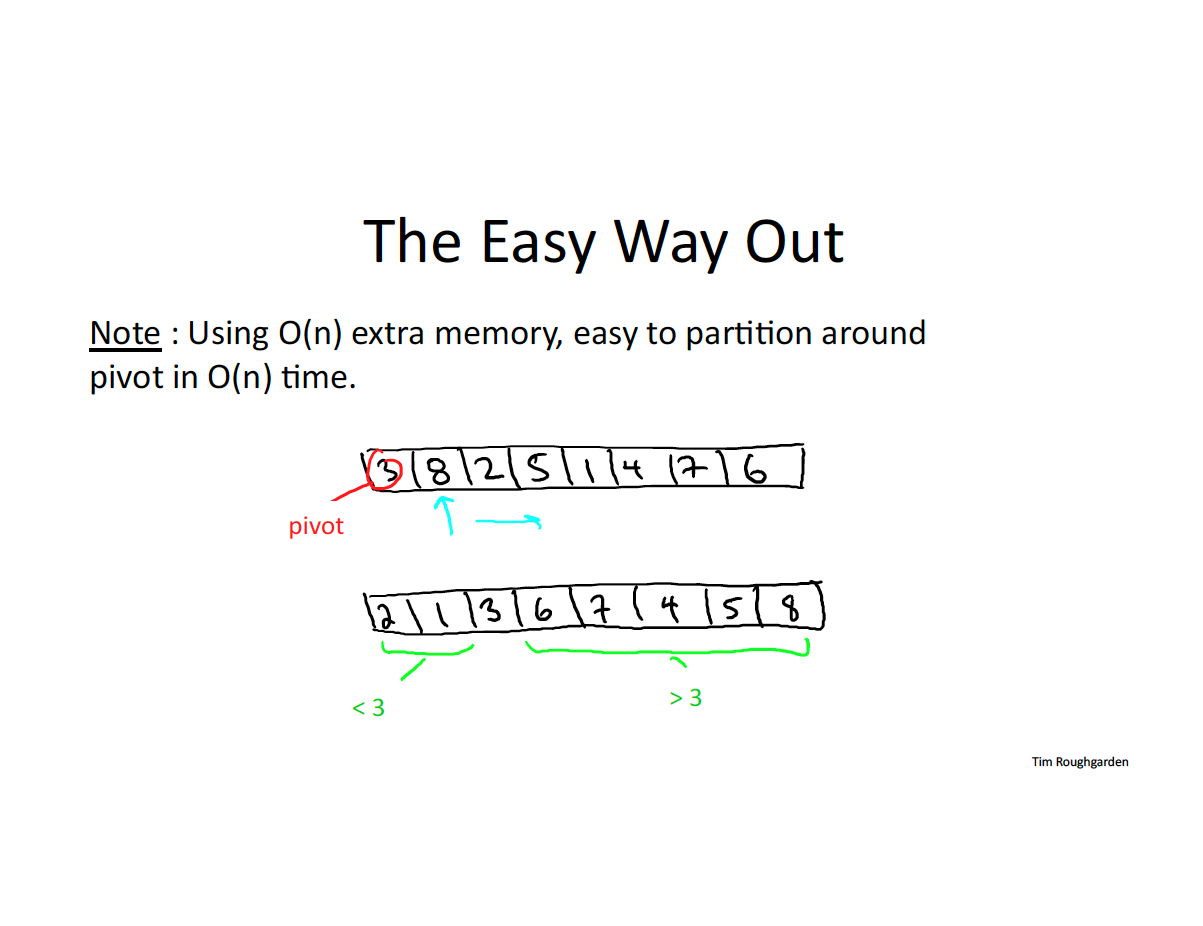 The Easy Way Out
Note : Using O(n) extra memory, easy to partition around
pivot in O(n) time.
3 8 2 5 1 4 7 6
pivot
2 1 3 6 7 4 5 8
< 3
> 3
Tim Roughgarden